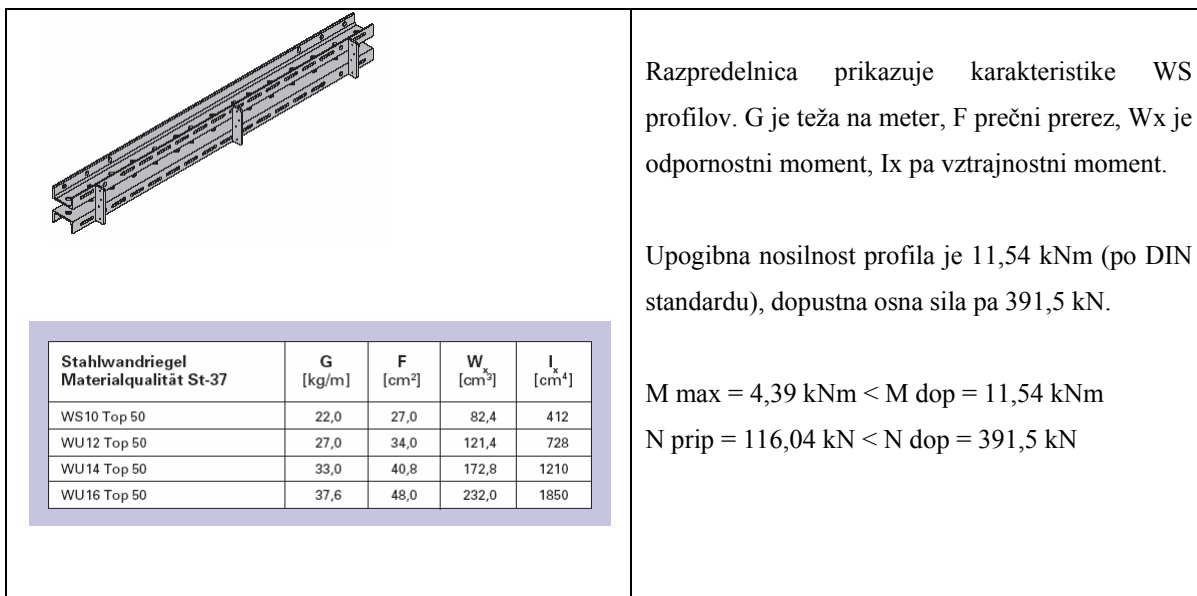 Stahlwandriegel
Materialqualität St-37
G
[kg/m]
F
[cm²]
Wx
[cm³]
Ix
[cm⁴]
WS10 Top 50 22,0 27,0 82,4 412
WU12 Top 50 27,0 34,0 121,4 728
WU14 Top 50 33,0 40,8 172,8 1210
WU16 Top 50 37,6 48,0 232,0 1850
Razpredelnica prikazuje karakteristike WS
profilov. G je teža na meter, F prečni prerez, Wx je
odpornostni moment, Ix pa vztrajnostni moment.
Upogibna nosilnost profila je 11,54 kNm (po DIN
standardu), dopustna osna sila pa 391,5 kN.
M max = 4,39 kNm < M dop = 11,54 kNm
N prip = 116,04 kN < N dop = 391,5 kN